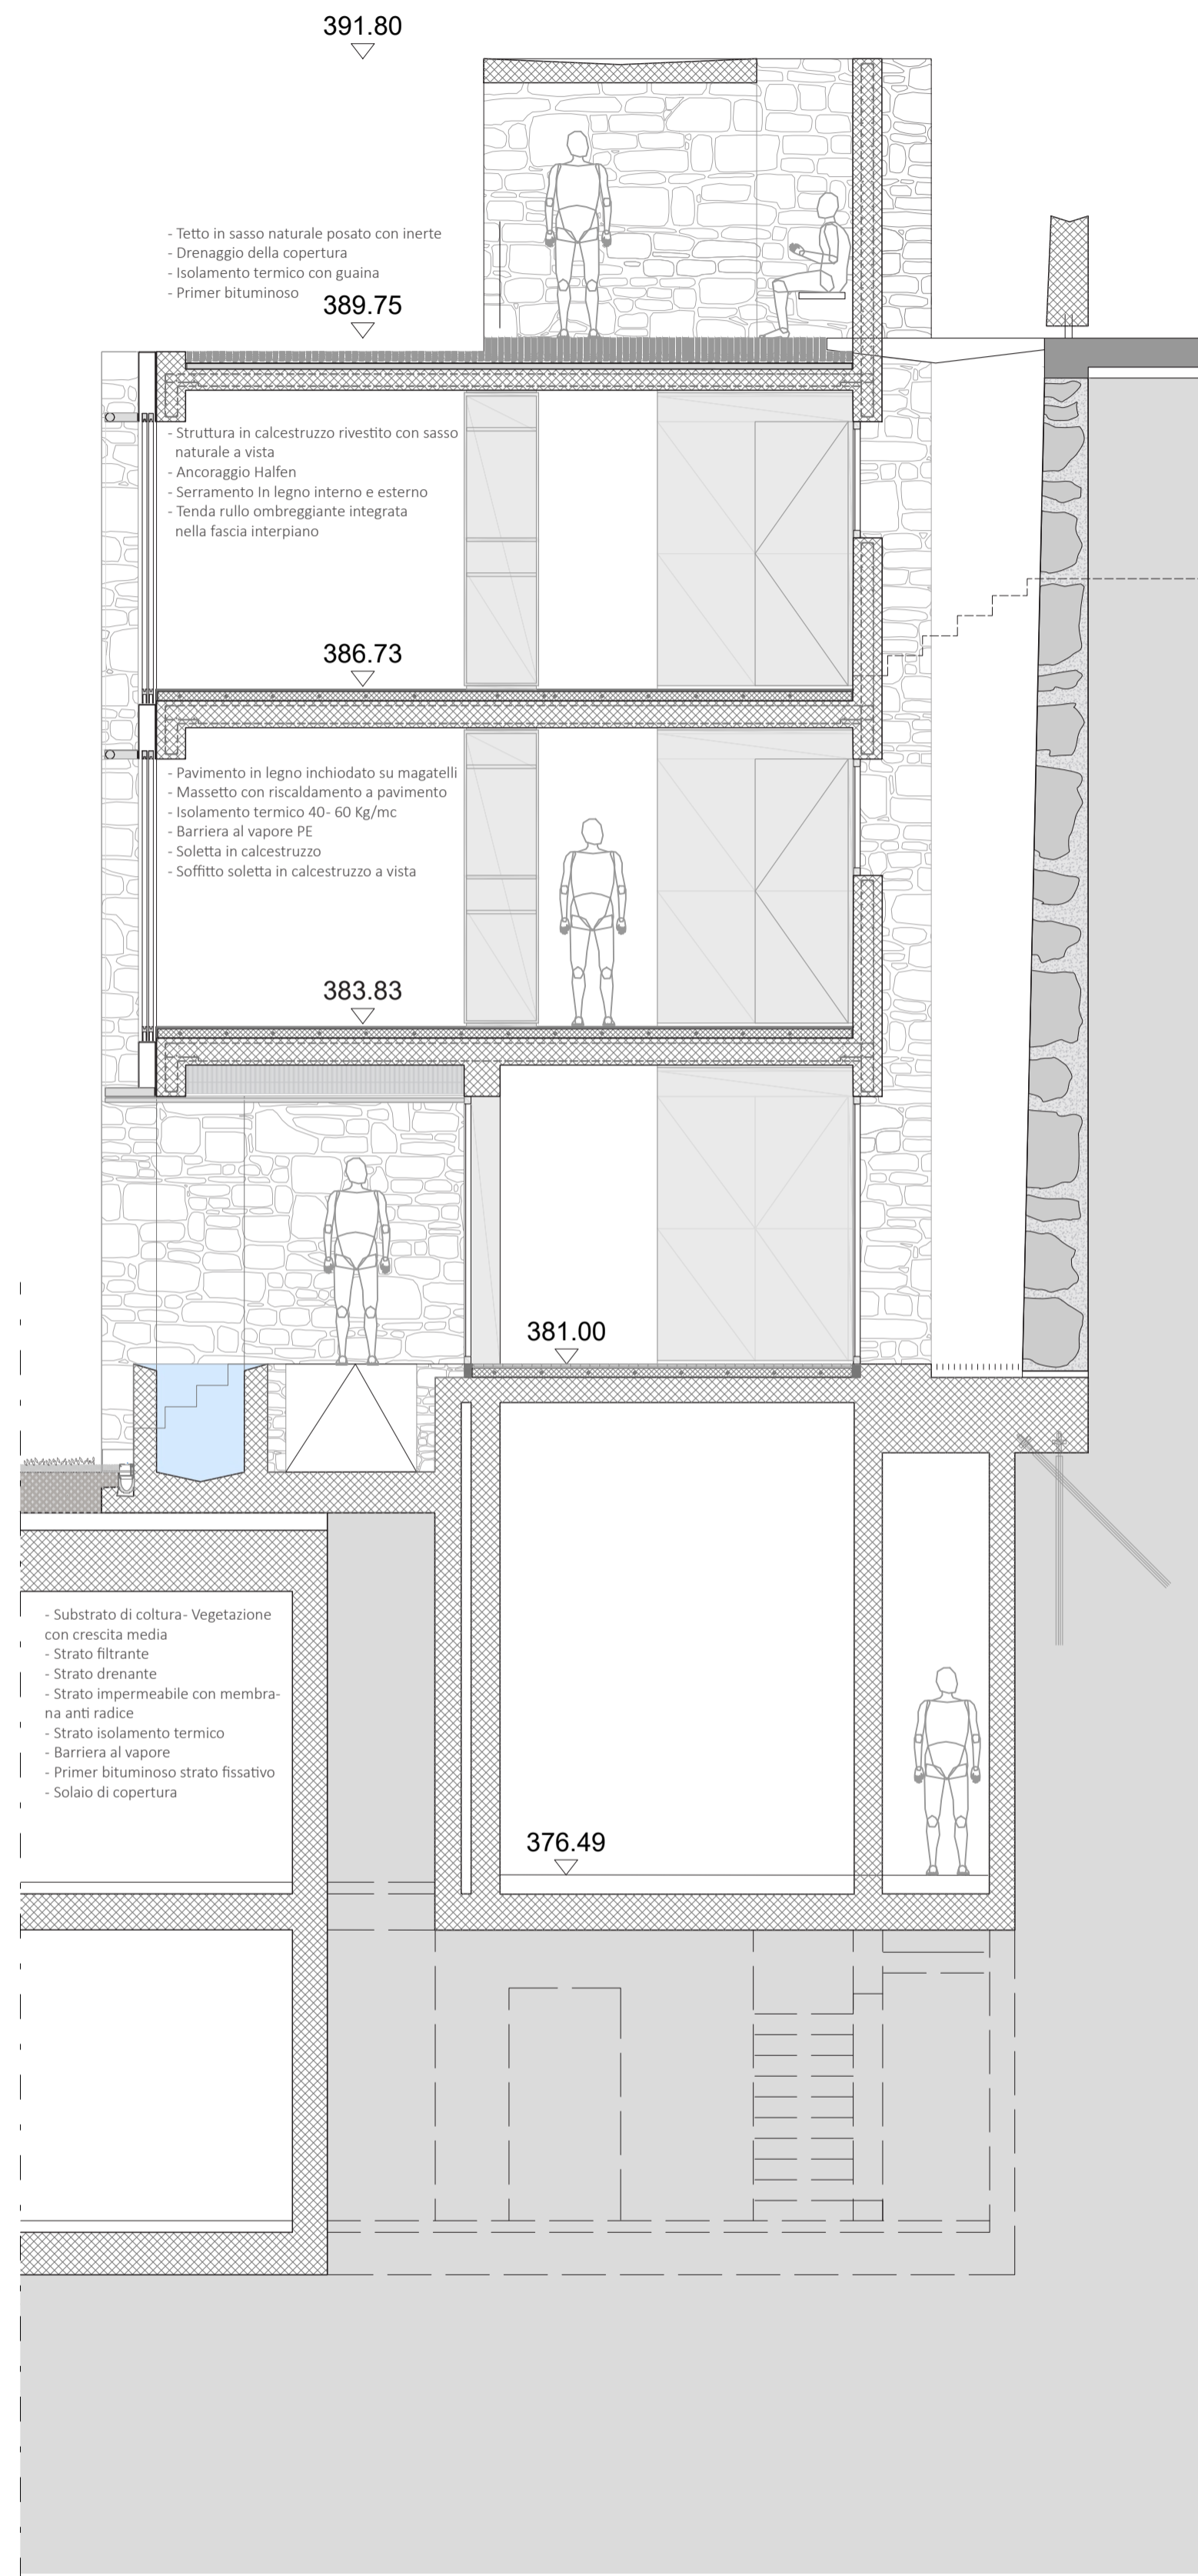 391.80
- Tetto in sasso naturale posato con inerte
- Drenaggio della copertura
- Isolamento termico con guaina
- Primer bituminoso
389.75
- Struttura in calcestruzzo rivestito con sasso
naturale a vista
- Ancoraggio Halfen
- Serramento In legno interno e esterno
- Tenda rullo ombreggiante integrata
nella fascia interpiano
386.73
- Pavimento in legno inchiodato su magatelli
- Massetto con riscaldamento a pavimento
- Isolamento termico 40- 60 Kg/mc
- Barriera al vapore PE
- Soletta in calcestruzzo
- Soffitto soletta in calcestruzzo a vista
383.83
381.00
- Substrato di coltura- Vegetazione
con crescita media
- Strato filtrante
- Strato drenante
- Strato impermeabile con membra-
na anti radice
- Strato isolamento termico
- Barriera al vapore
- Primer bituminoso strato fissativo
- Solaio di copertura
376.49